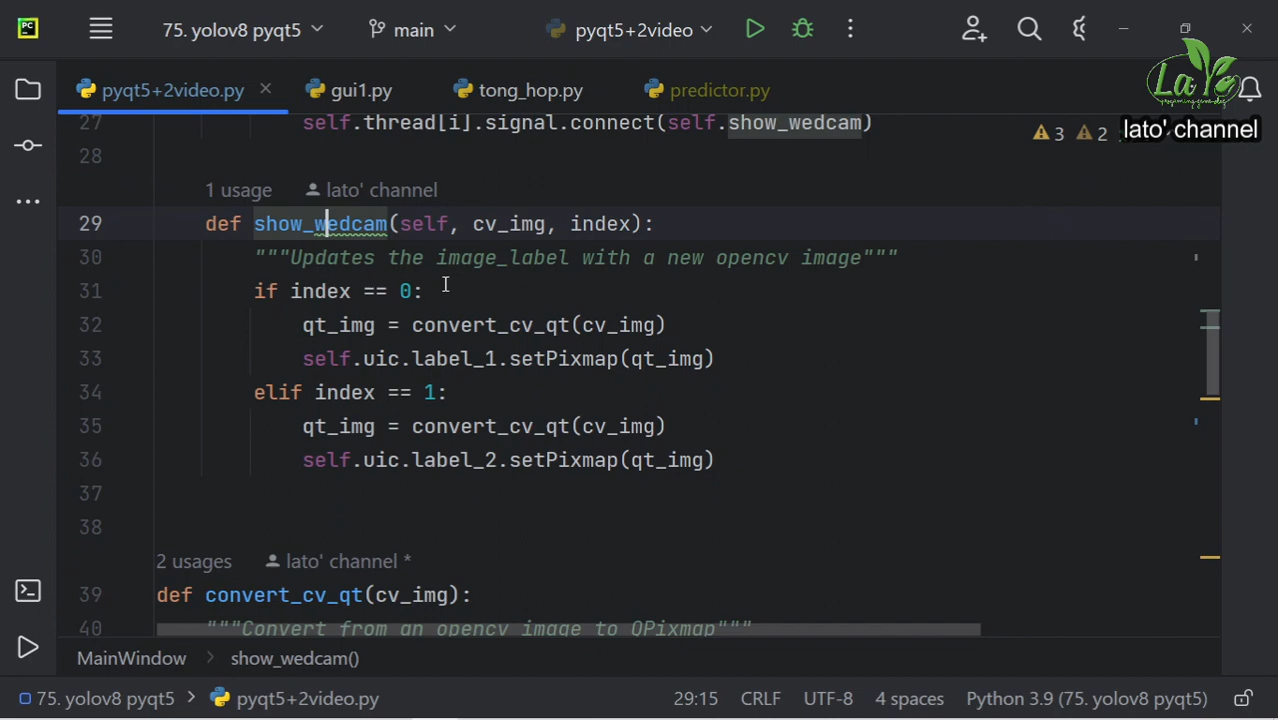 PC
75. yolov8 pyqt5
main
pyqt5+2video
pyqt5+2video.py
gui1.py
tong_hop.py
predictor.py
LaTo
lato' channel
27 self.thread[i].signal.connect(self.show_wedcam)
3 2
28
1 usage lato' channel
29 def show_wedcam(self, cv_img, index):
30 """Updates the image_label with a new opencv image"""
31 if index == 0:
32 qt_img = convert_cv_qt(cv_img)
33 self.uic.label_1.setPixmap(qt_img)
34 elif index == 1:
35 qt_img = convert_cv_qt(cv_img)
36 self.uic.label_2.setPixmap(qt_img)
37
38
2 usages lato' channel *
39 def convert_cv_qt(cv_img):
40 """Convert from an opencv image to QPixmap"""
MainWindow > show_wedcam()
75. yolov8 pyqt5 > pyqt5+2video.py
29:15 CRLF UTF-8 4 spaces Python 3.9 (75. yolov8 pyqt5)